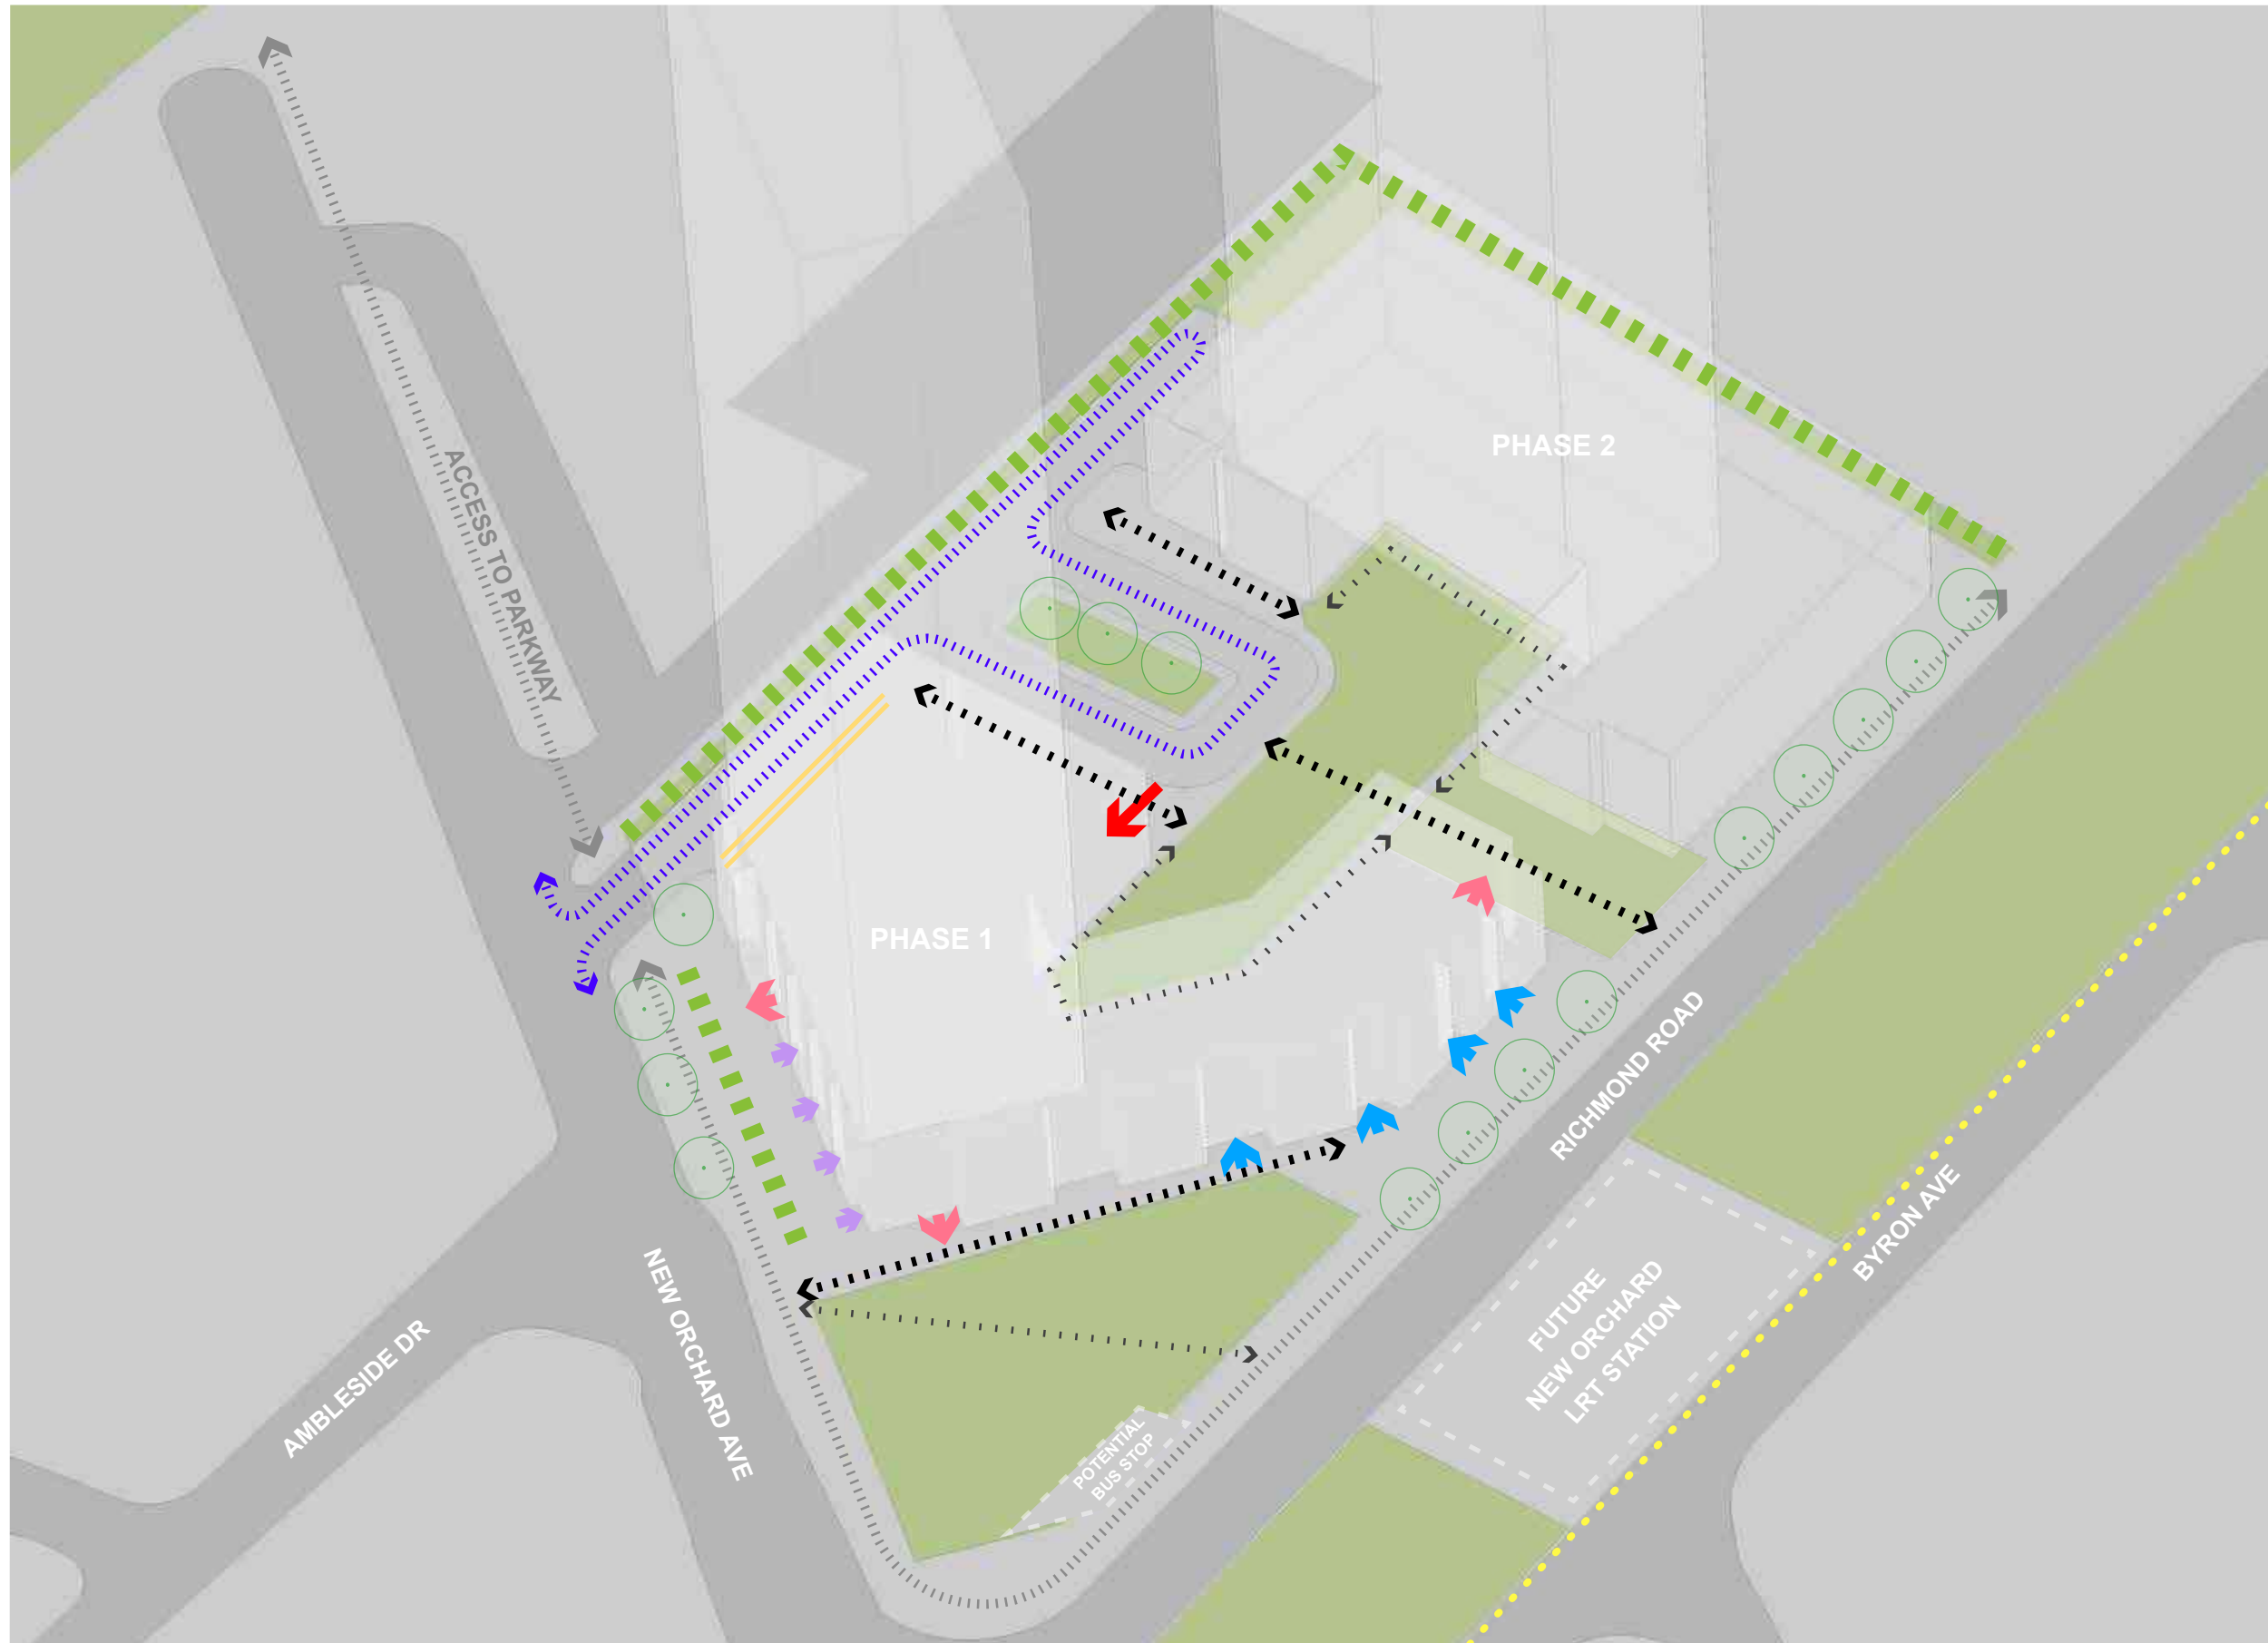 PHASE 2
ACCESS TO PARKWAY
PHASE 1
RICHMOND ROAD
BYRON AVE
NEW ORCHARD AVE
AMBLESIDE DR
FUTURE
NEW ORCHARD
LRT STATION
POTENTIAL
BUS STOP